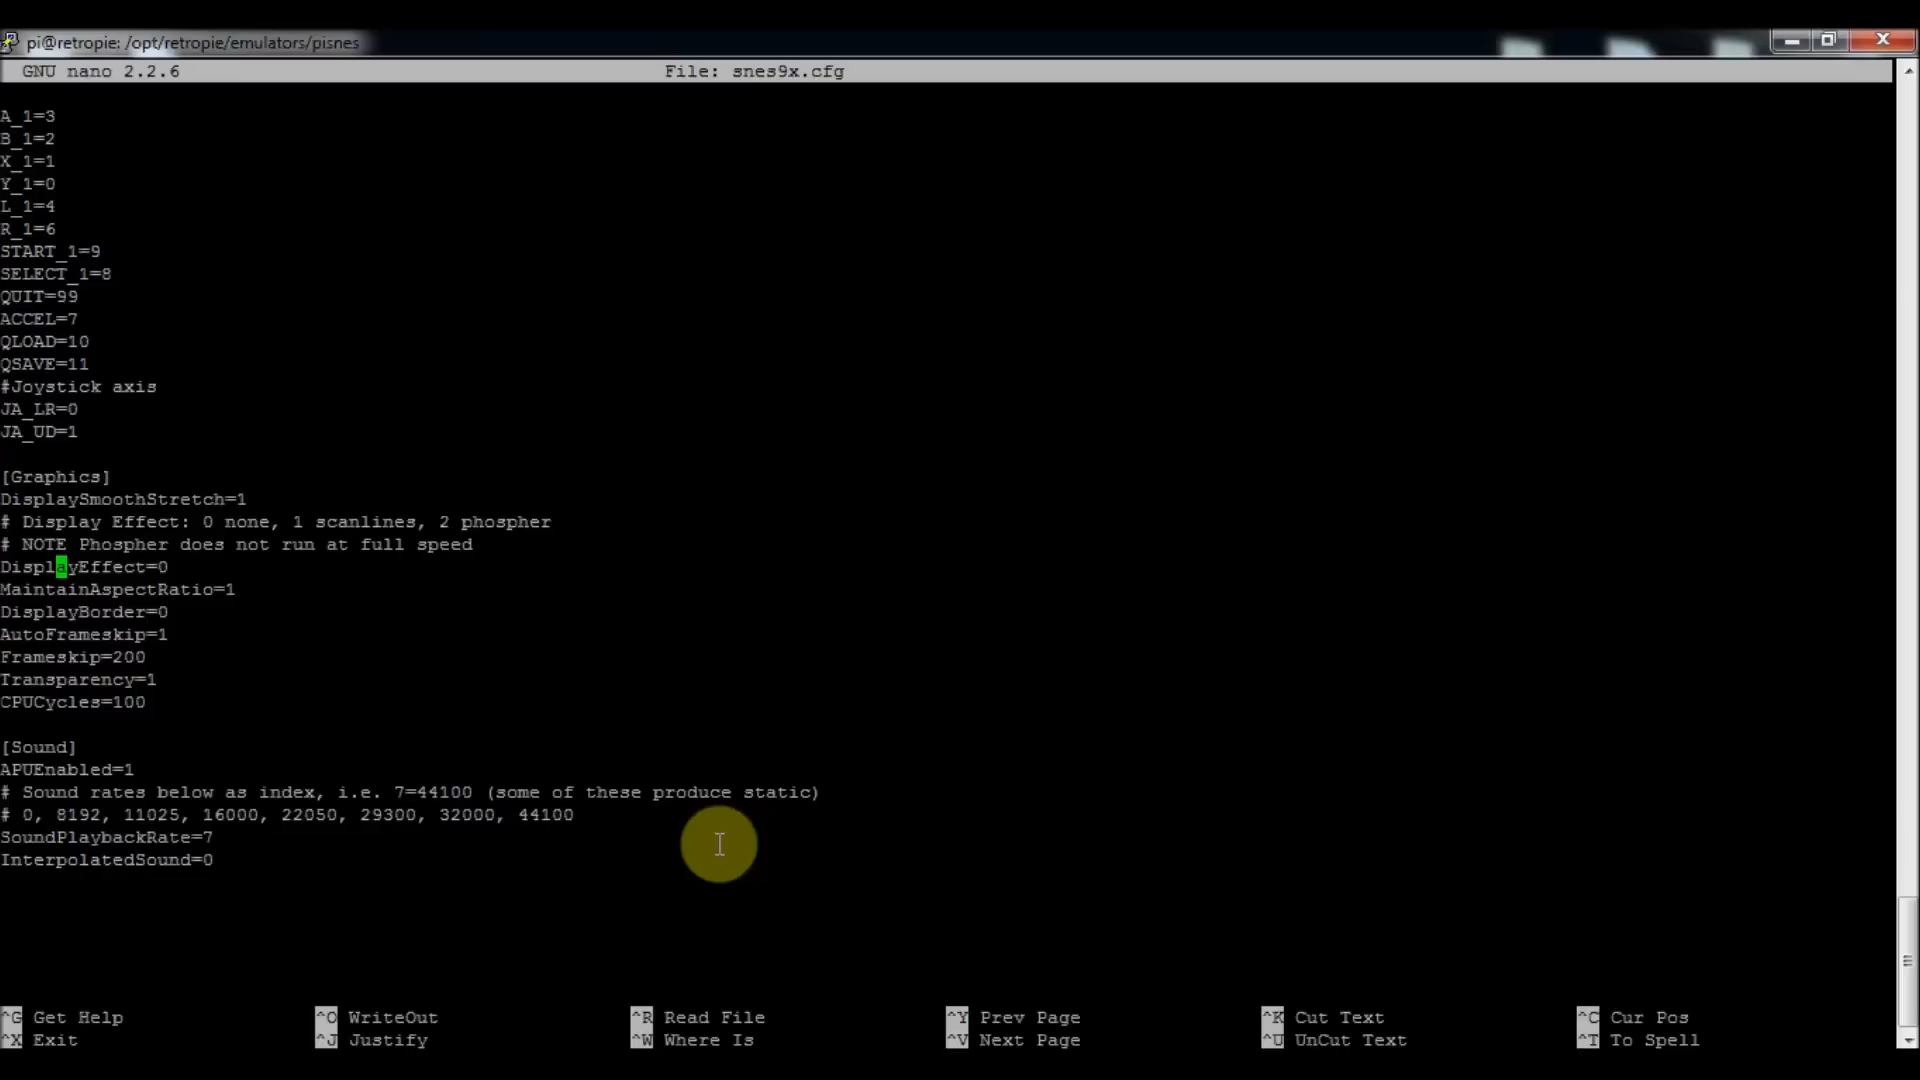 pi@retropie: /opt/retropie/emulators/pisnes
GNU nano 2.2.6 File: snes9x.cfg
A_1=3
B_1=2
X_1=1
Y_1=0
L_1=4
R_1=6
START_1=9
SELECT_1=8
QUIT=99
ACCEL=7
QLOAD=10
QSAVE=11
#Joystick axis
JA_LR=0
JA_UD=1
[Graphics]
DisplaySmoothStretch=1
# Display Effect: 0 none, 1 scanlines, 2 phospher
# NOTE Phospher does not run at full speed
DisplayEffect=0
MaintainAspectRatio=1
DisplayBorder=0
AutoFrameskip=1
Frameskip=200
Transparency=1
CPUCycles=100
[Sound]
APUEnabled=1
# Sound rates below as index, i.e. 7=44100 (some of these produce static)
# 0, 8192, 11025, 16000, 22050, 29300, 32000, 44100
SoundPlaybackRate=7
InterpolatedSound=0
^G Get Help ^O WriteOut ^R Read File ^Y Prev Page ^K Cut Text ^C Cur Pos
^X Exit ^J Justify ^W Where Is ^V Next Page ^U UnCut Text ^T To Spell